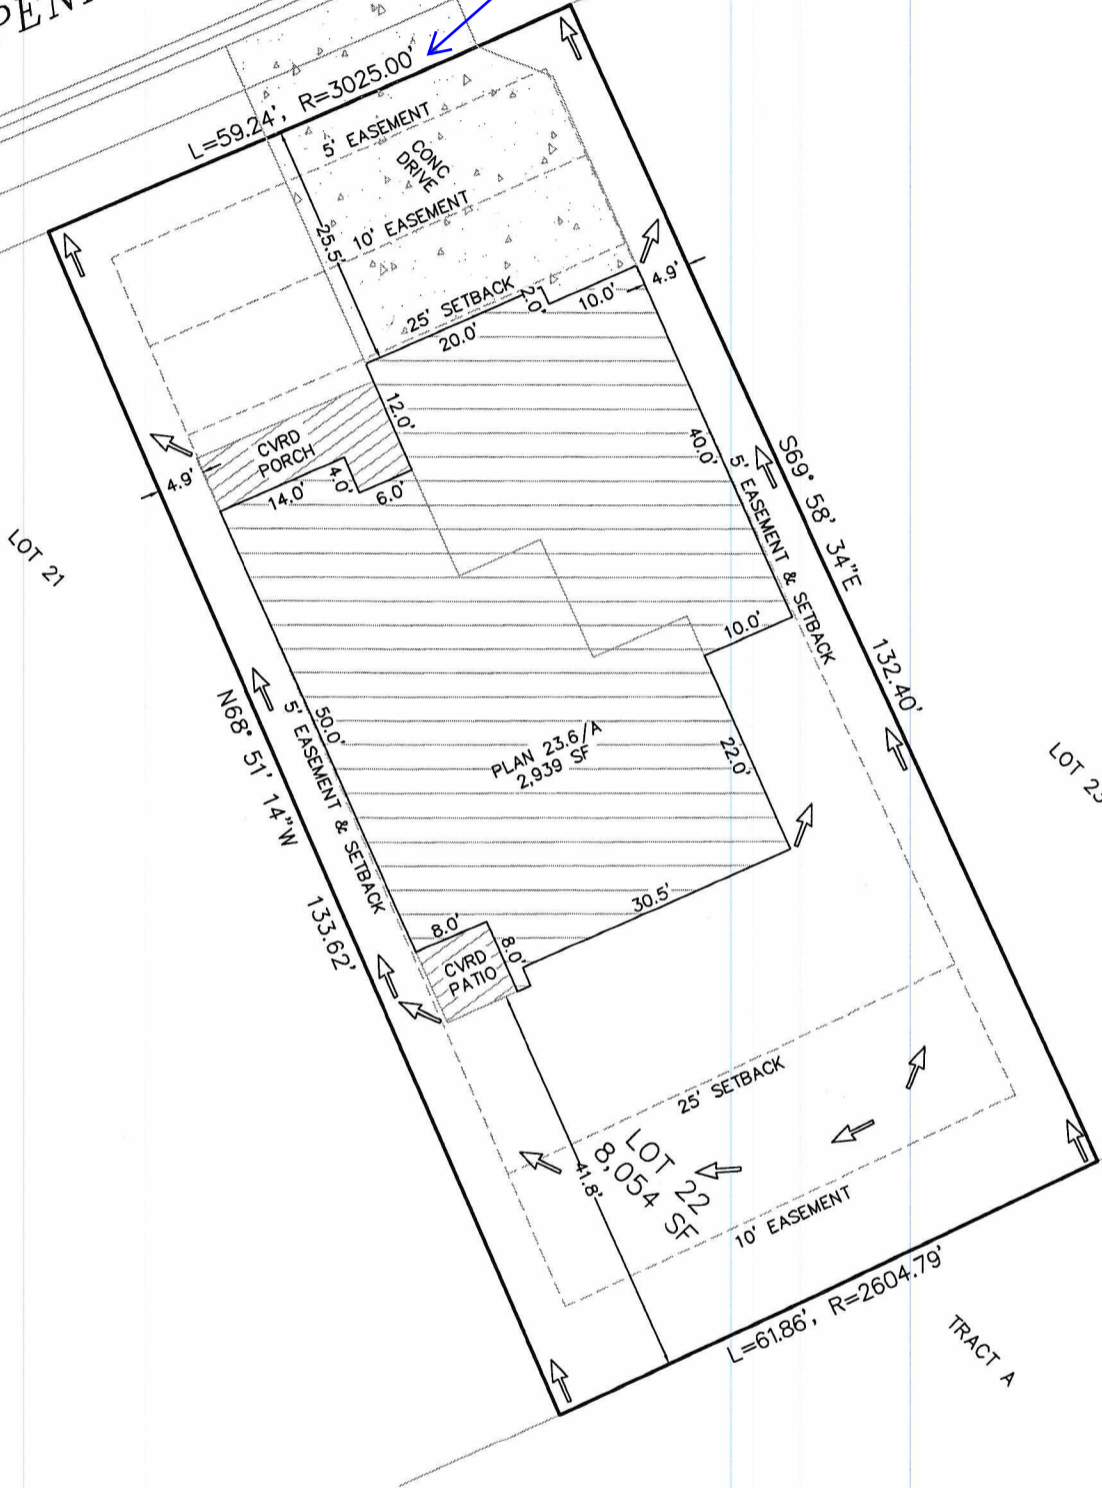 L=59.24', R=3025.00'
5' EASEMENT
CONC
DRIVE
10' EASEMENT
25.5'
25' SETBACK
2.0'
10.0'
4.9'
20.0'
12.0'
CVRD
PORCH
4.9'
14.0'
4.0'
6.0'
40.0'
5' EASEMENT & SETBACK
S69° 58' 34"E
132.40'
LOT 21
10.0'
N68° 51' 14"W
133.62'
5' EASEMENT & SETBACK
50.0'
PLAN 23.6/A
2,939 SF
22.0'
LOT 23
30.5'
8.0'
8.0'
CVRD
PATIO
25' SETBACK
41.8'
LOT 22
8,054 SF
10' EASEMENT
L=61.86', R=2604.79'
TRACT A